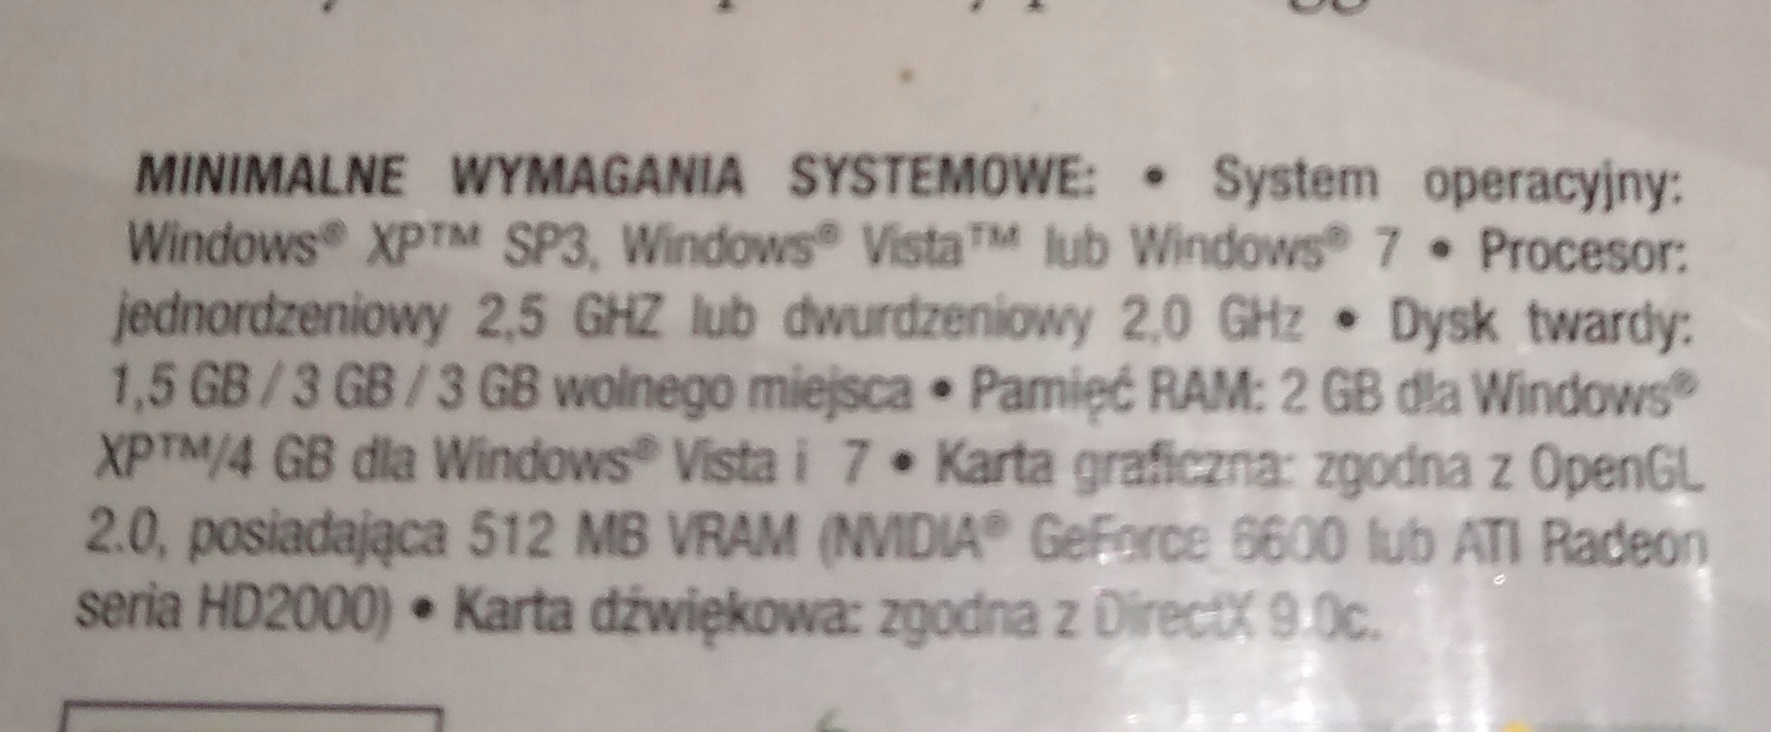 MINIMALNE WYMAGANIA SYSTEMOWE: • System operacyjny:
Windows® XP™ SP3, Windows® Vista™ lub Windows® 7 • Procesor:
jednordzeniowy 2,5 GHZ lub dwurdzeniowy 2,0 GHz • Dysk twardy:
1,5 GB / 3 GB / 3 GB wolnego miejsca • Pamięć RAM: 2 GB dla Windows®
XP™/4 GB dla Windows® Vista i 7 • Karta graficzna: zgodna z OpenGL
2.0, posiadająca 512 MB VRAM (NVIDIA® GeForce 6600 lub ATI Radeon
seria HD2000) • Karta dźwiękowa: zgodna z DirectX 9.0c.